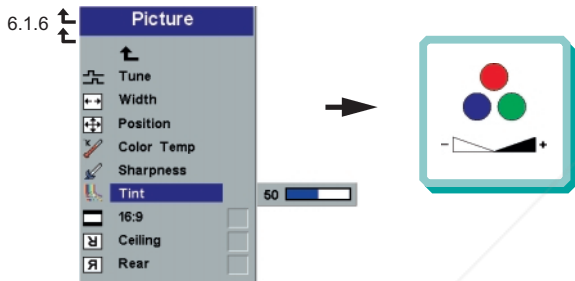 6.1.6
Picture
Tune
Width
Position
Color Temp
Sharpness
Tint
50
16:9
Ceiling
Rear
- +